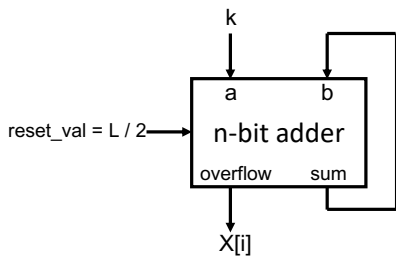 k
a b
reset_val = L / 2
n-bit adder
overflow sum
X[i]